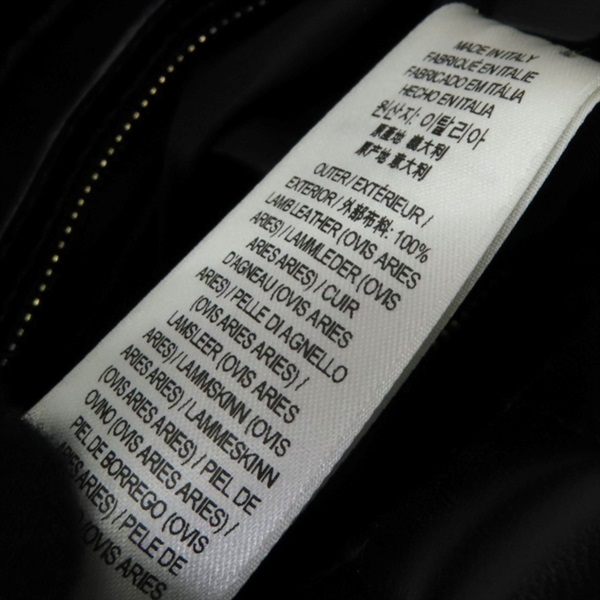 MADE IN ITALY
FABRIQUÉ EN ITALIE
FABRICADO EM ITÁLIA
HECHO EN ITALIA
원산지: 이탈리아
原產地 義大利
原产地 意大利
OUTER / EXTÉRIEUR /
EXTERIOR / 外部布料: 100%
LAMB LEATHER (OVIS ARIES
ARIES) / LAMMLEDER (OVIS
ARIES ARIES) / CUIR
D'AGNEAU (OVIS ARIES
ARIES) / PELLE DI AGNELLO
(OVIS ARIES ARIES) /
LAMSLEER (OVIS ARIES
ARIES) / LAMMSKINN (OVIS
ARIES ARIES) / LAMMESKINN
(OVIS ARIES ARIES) / PIEL DE
OVINO (OVIS ARIES ARIES) /
PIEL DE BORREGO (OVIS
ARIES) / PELE DE
(OVIS ARIES